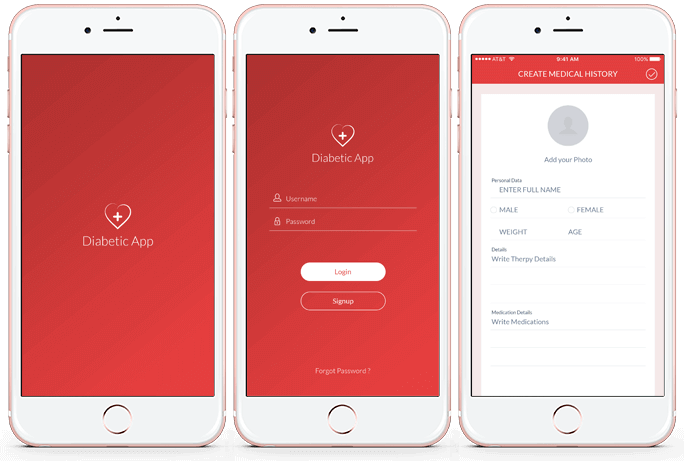 Diabetic App
Diabetic App
Username
Password
Login
Signup
Forgot Password ?
AT&T 9:41 AM 100%
CREATE MEDICAL HISTORY
Add your Photo
Personal Data
ENTER FULL NAME
MALE FEMALE
WEIGHT AGE
Details
Write Therpy Details
Medication Details
Write Medications